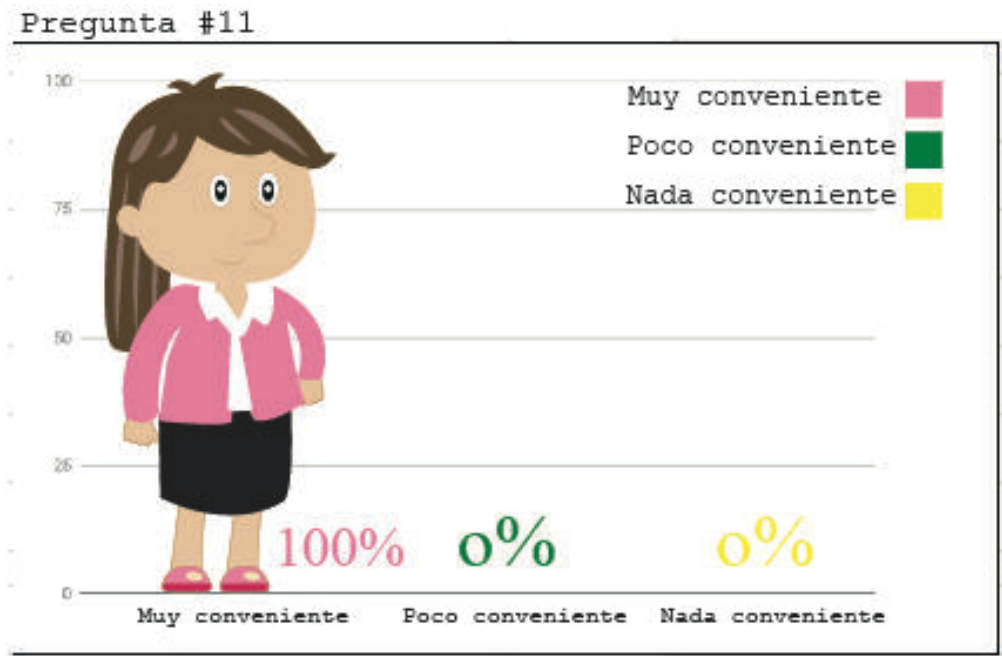 Pregunta #11
100
Muy conveniente
Poco conveniente
75
Nada conveniente
50
25
100% 0% 0%
0
Muy conveniente Poco conveniente Nada conveniente